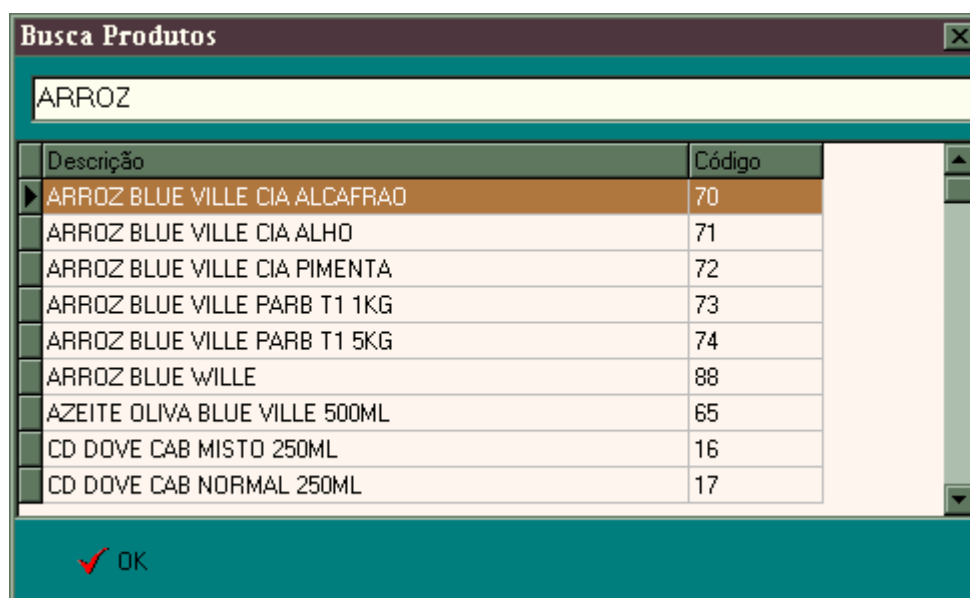 Busca Produtos
ARROZ
Descrição Código
ARROZ BLUE VILLE CIA ALCAFRAO 70
ARROZ BLUE VILLE CIA ALHO 71
ARROZ BLUE VILLE CIA PIMENTA 72
ARROZ BLUE VILLE PARB T1 1KG 73
ARROZ BLUE VILLE PARB T1 5KG 74
ARROZ BLUE WILLE 88
AZEITE OLIVA BLUE VILLE 500ML 65
CD DOVE CAB MISTO 250ML 16
CD DOVE CAB NORMAL 250ML 17
OK